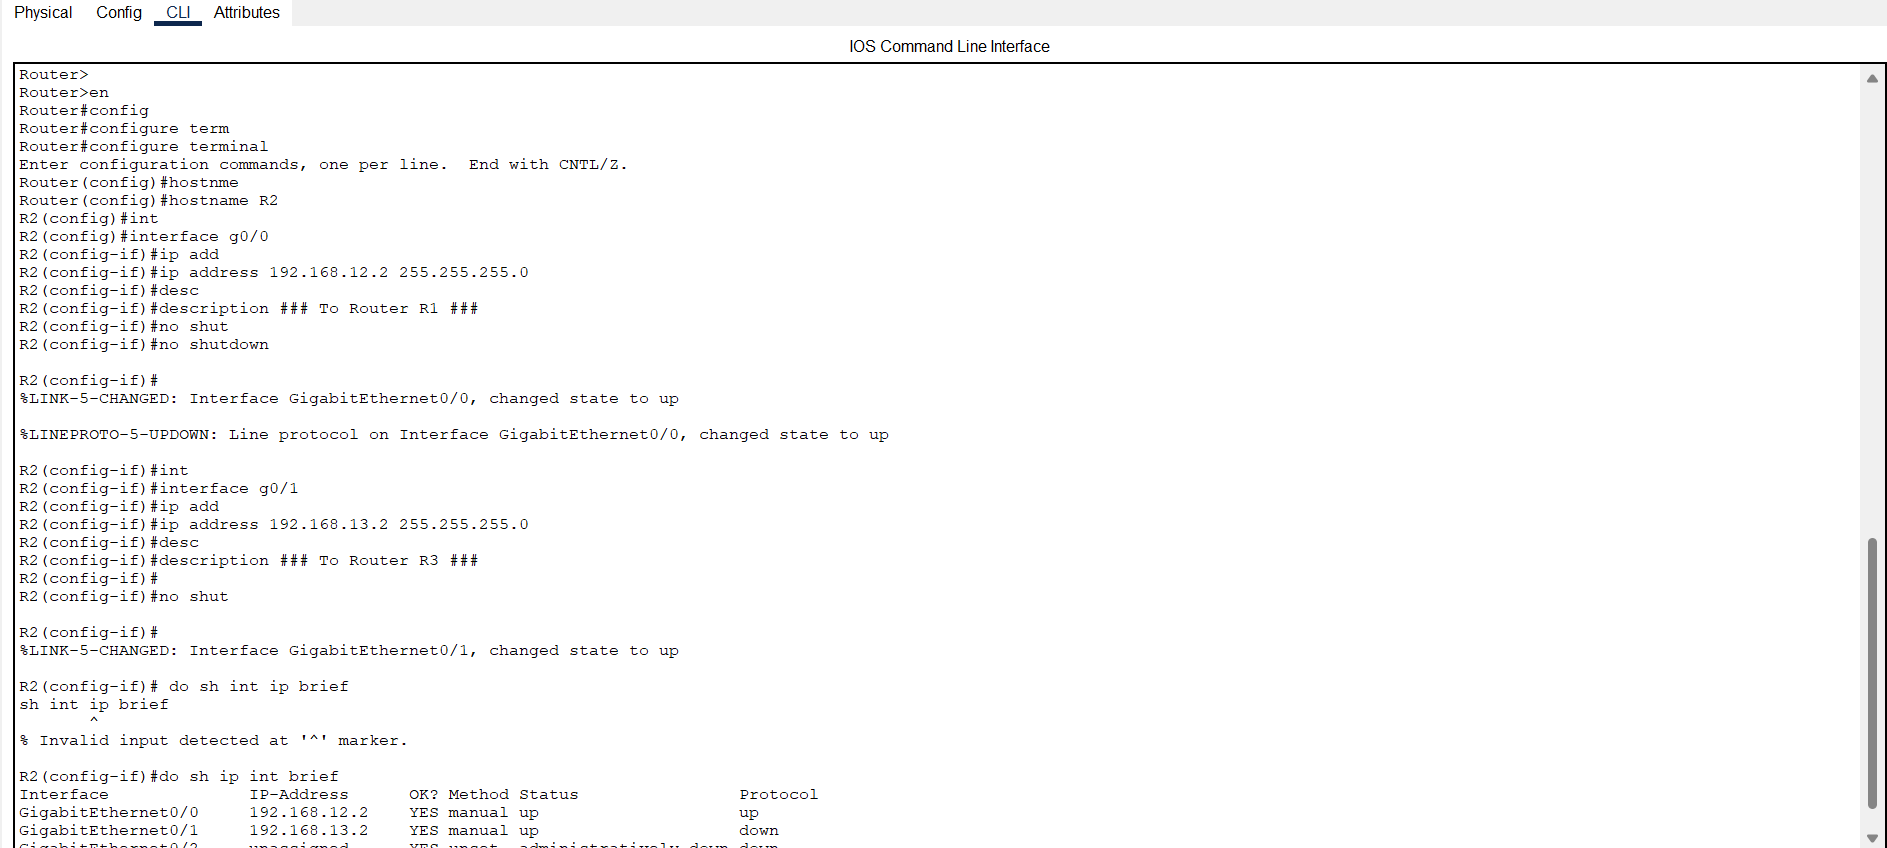 Physical Config CLI Attributes
IOS Command Line Interface
Router>
Router>en
Router#config
Router#configure term
Router#configure terminal
Enter configuration commands, one per line.  End with CNTL/Z.
Router(config)#hostnme
Router(config)#hostname R2
R2(config)#int
R2(config)#interface g0/0
R2(config-if)#ip add
R2(config-if)#ip address 192.168.12.2 255.255.255.0
R2(config-if)#desc
R2(config-if)#description ### To Router R1 ###
R2(config-if)#no shut
R2(config-if)#no shutdown
R2(config-if)#
%LINK-5-CHANGED: Interface GigabitEthernet0/0, changed state to up
%LINEPROTO-5-UPDOWN: Line protocol on Interface GigabitEthernet0/0, changed state to up
R2(config-if)#int
R2(config-if)#interface g0/1
R2(config-if)#ip add
R2(config-if)#ip address 192.168.13.2 255.255.255.0
R2(config-if)#desc
R2(config-if)#description ### To Router R3 ###
R2(config-if)#
R2(config-if)#no shut
R2(config-if)#
%LINK-5-CHANGED: Interface GigabitEthernet0/1, changed state to up
R2(config-if)# do sh int ip brief
sh int ip brief
^
% Invalid input detected at '^' marker.
R2(config-if)#do sh ip int brief
Interface IP-Address OK? Method Status Protocol
GigabitEthernet0/0 192.168.12.2 YES manual up up
GigabitEthernet0/1 192.168.13.2 YES manual up down
GigabitEthernet0/2 unassigned YES unset administratively down down